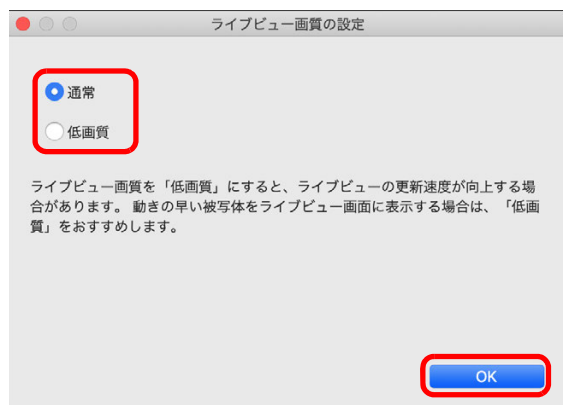 ライブビュー画質の設定
通常
低画質
ライブビュー画質を「低画質」にすると、ライブビューの更新速度が向上する場
合があります。 動きの早い被写体をライブビュー画面に表示する場合は、「低画
質」をおすすめします。
OK